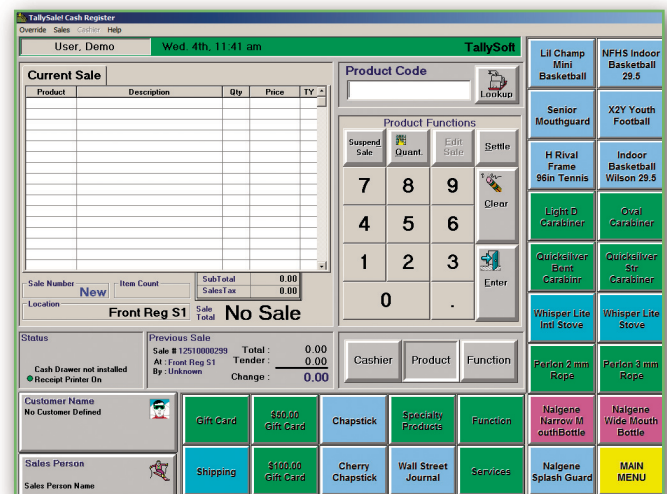 TallySale! Cash Register
Override Sales Cashier Help
User, Demo
Wed. 4th, 11:41 am
TallySoft
Current Sale
Product Description Qty Price TY
Sale Number
New
Item Count
SubTotal 0.00
SalesTax 0.00
Location
Front Reg S1
Sale
Total
No Sale
Product Code
Lookup
Product Functions
Suspend
Sale
Quant.
Edit
Sale
Settle
7 8 9
Clear
4 5 6
1 2 3
Enter
0 .
Status
Cash Drawer not installed
Receipt Printer On
Previous Sale
Sale # 12510000299
At : Front Reg S1
By : Unknown
Total : 0.00
Tender : 0.00
Change : 0.00
Cashier Product Function
Customer Name
No Customer Defined
Sales Person
Sales Person Name
Gift Card
$50.00
Gift Card
Chapstick
Specialty
Products
Function
Shipping
$100.00
Gift Card
Cherry
Chapstick
Wall Street
Journal
Services
Lil Champ
Mini
Basketball
NFHS Indoor
Basketball
29.5
Senior
Mouthguard
X2Y Youth
Football
H Rival
Frame
96in Tennis
Indoor
Basketball
Wilson 29.5
Light D
Carabiner
Oval
Carabiner
Quicksilver
Bent
Carabinr
Quicksilver
Str
Carabiner
Whisper Lite
Intl Stove
Whisper Lite
Stove
Perlon 2 mm
Rope
Perlon 3 mm
Rope
Nalgene
Narrow M
outhBottle
Nalgene
Wide Mouth
Bottle
Nalgene
Splash Guard
MAIN
MENU